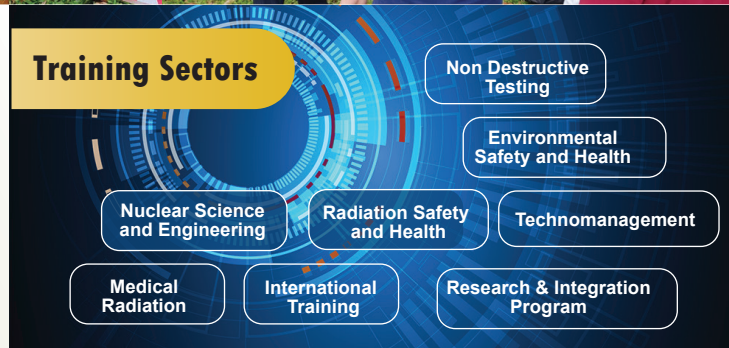 Training Sectors
Non Destructive
Testing
Environmental
Safety and Health
Nuclear Science
and Engineering
Radiation Safety
and Health
Technomanagement
Medical
Radiation
International
Training
Research & Integration
Program